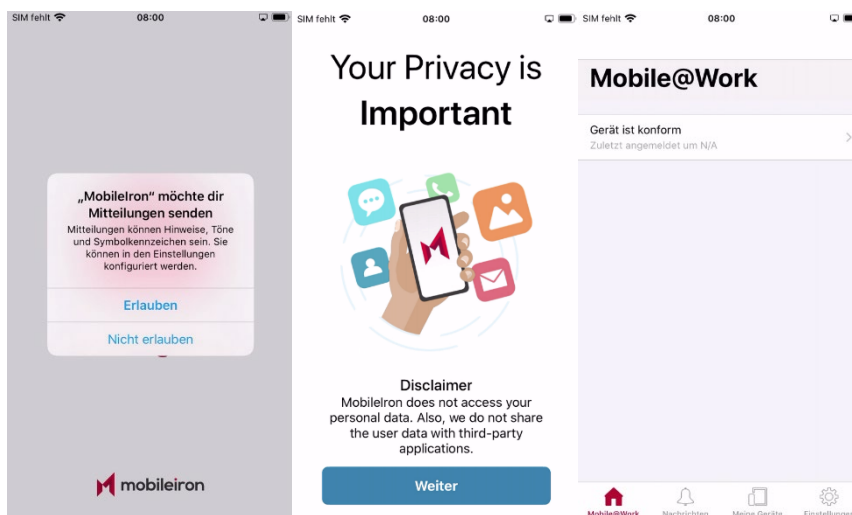 SIM fehlt 08:00
„MobileIron“ möchte dir
Mitteilungen senden
Mitteilungen können Hinweise, Töne
und Symbolkennzeichen sein. Sie
können in den Einstellungen
konfiguriert werden.
Erlauben
Nicht erlauben
mobileiron
SIM fehlt 08:00
Your Privacy is
Important
Disclaimer
MobileIron does not access your
personal data. Also, we do not share
the user data with third-party
applications.
Weiter
SIM fehlt 08:00
Mobile@Work
Gerät ist konform
Zuletzt angemeldet um N/A
Mobile@Work Nachrichten Meine Geräte Einstellungen